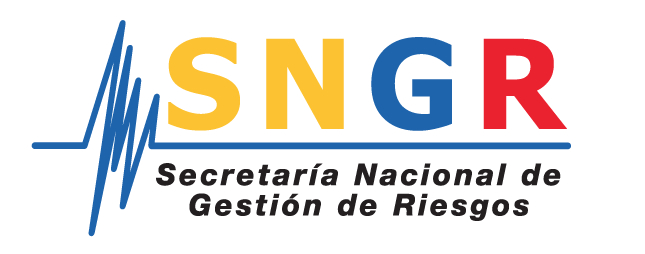 SNGR
Secretaría Nacional de
Gestión de Riesgos